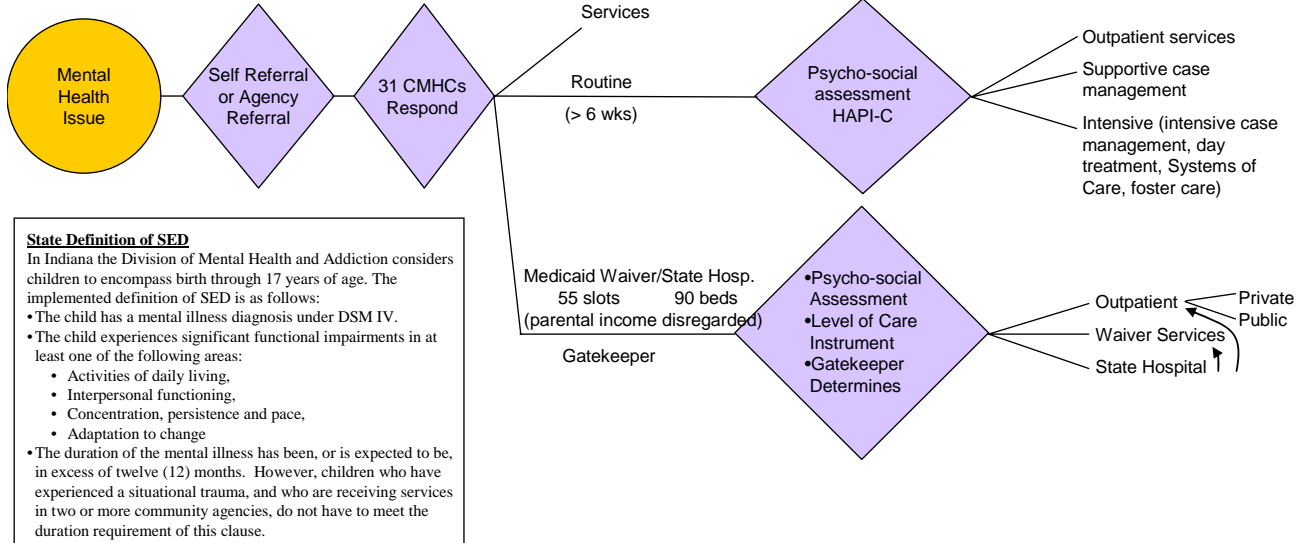 Mental
Health
Issue
Self Referral
or Agency
Referral
31 CMHCs
Respond
Services
Routine
(> 6 wks)
Psycho-social
assessment
HAPI-C
Outpatient services
Supportive case
management
Intensive (intensive case
management, day
treatment, Systems of
Care, foster care)
Medicaid Waiver/State Hosp.
55 slots 90 beds
(parental income disregarded)
Gatekeeper
•Psycho-social
Assessment
•Level of Care
Instrument
•Gatekeeper
Determines
Outpatient
Private
Public
Waiver Services
State Hospital
State Definition of SED
In Indiana the Division of Mental Health and Addiction considers
children to encompass birth through 17 years of age. The
implemented definition of SED is as follows:
•The child has a mental illness diagnosis under DSM IV.
•The child experiences significant functional impairments in at
least one of the following areas:
• Activities of daily living,
• Interpersonal functioning,
• Concentration, persistence and pace,
• Adaptation to change
•The duration of the mental illness has been, or is expected to be,
in excess of twelve (12) months. However, children who have
experienced a situational trauma, and who are receiving services
in two or more community agencies, do not have to meet the
duration requirement of this clause.